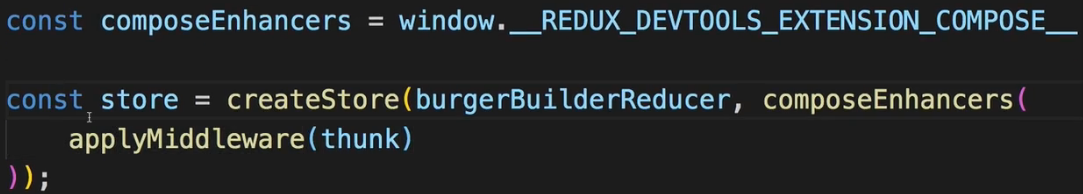 const composeEnhancers = window.__REDUX_DEVTOOLS_EXTENSION_COMPOSE__
const store = createStore(burgerBuilderReducer, composeEnhancers(
applyMiddleware(thunk)
));